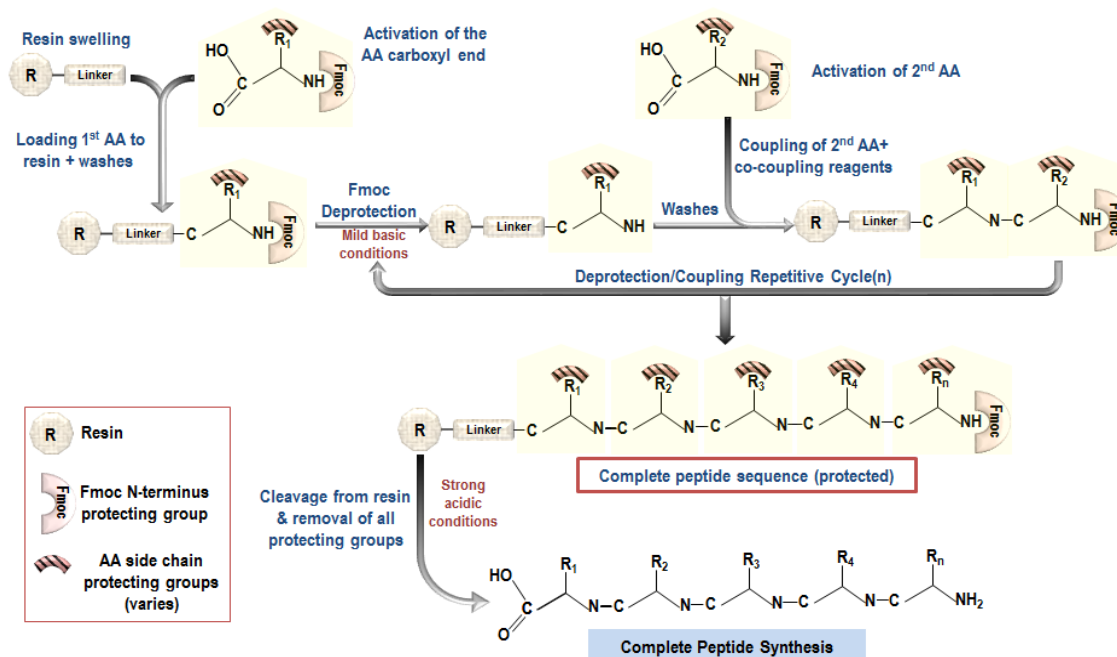 Resin swelling
R
Linker
HO
O
R1
NH
Fmoc
Activation of the
AA carboxyl end
HO
O
R2
NH
Fmoc
Activation of 2nd AA
Loading 1st AA to
resin + washes
Coupling of 2nd AA+
co-coupling reagents
R
Linker
C
R1
NH
Fmoc
Fmoc
Deprotection
Mild basic
conditions
R
Linker
C
R1
NH
Washes
R
Linker
C
R1
N
C
R2
NH
Fmoc
Deprotection/Coupling Repetitive Cycle(n)
R
Linker
C
R1
N
C
R2
N
C
R3
N
C
R4
N
C
Rn
NH
Fmoc
Complete peptide sequence (protected)
R
Resin
Fmoc
Fmoc N-terminus
protecting group
AA side chain
protecting groups
(varies)
Cleavage from resin
& removal of all
protecting groups
Strong
acidic
conditions
HO
O
R1
N
C
R2
N
C
R3
N
C
R4
N
C
Rn
NH2
Complete Peptide Synthesis